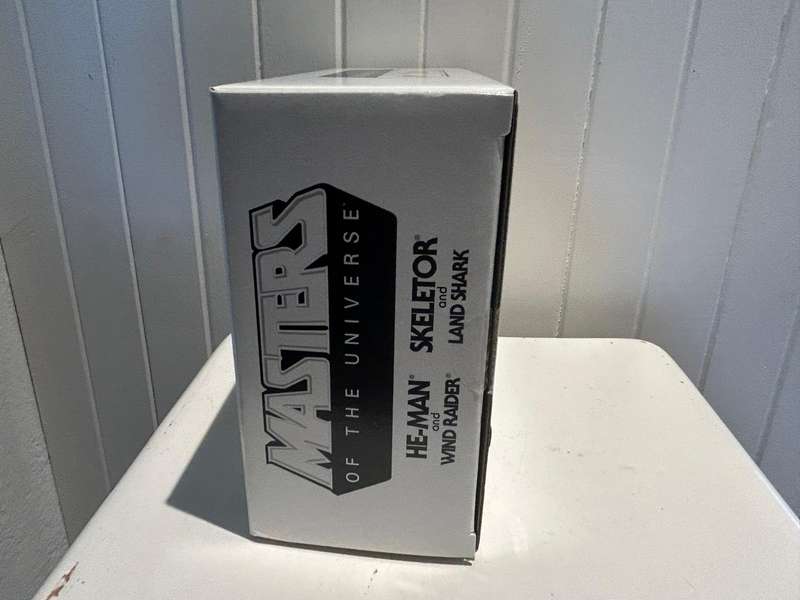 MASTERS
OF THE UNIVERSE
HE-MAN®
and
WIND RAIDER®
SKELETOR®
and
LAND SHARK